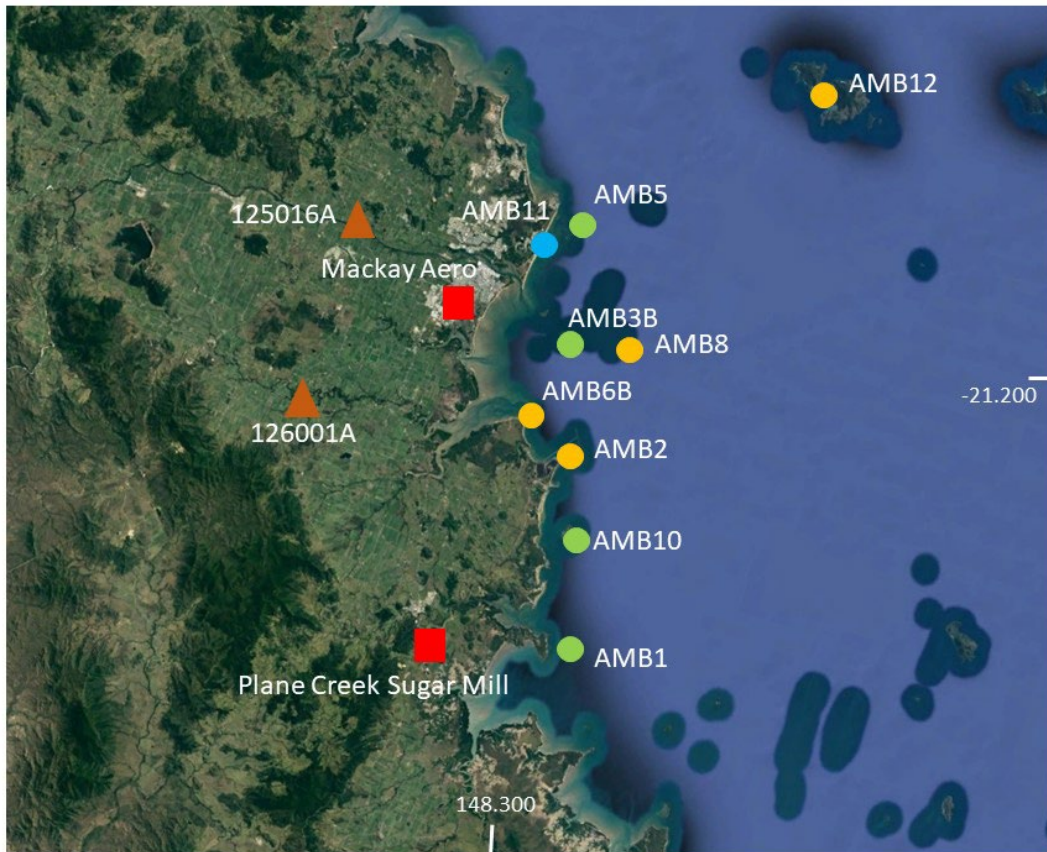 AMB12
AMB5
125016A
AMB11
Mackay Aero
AMB3B
AMB8
-21.200
AMB6B
126001A
AMB2
AMB10
AMB1
Plane Creek Sugar Mill
148.300